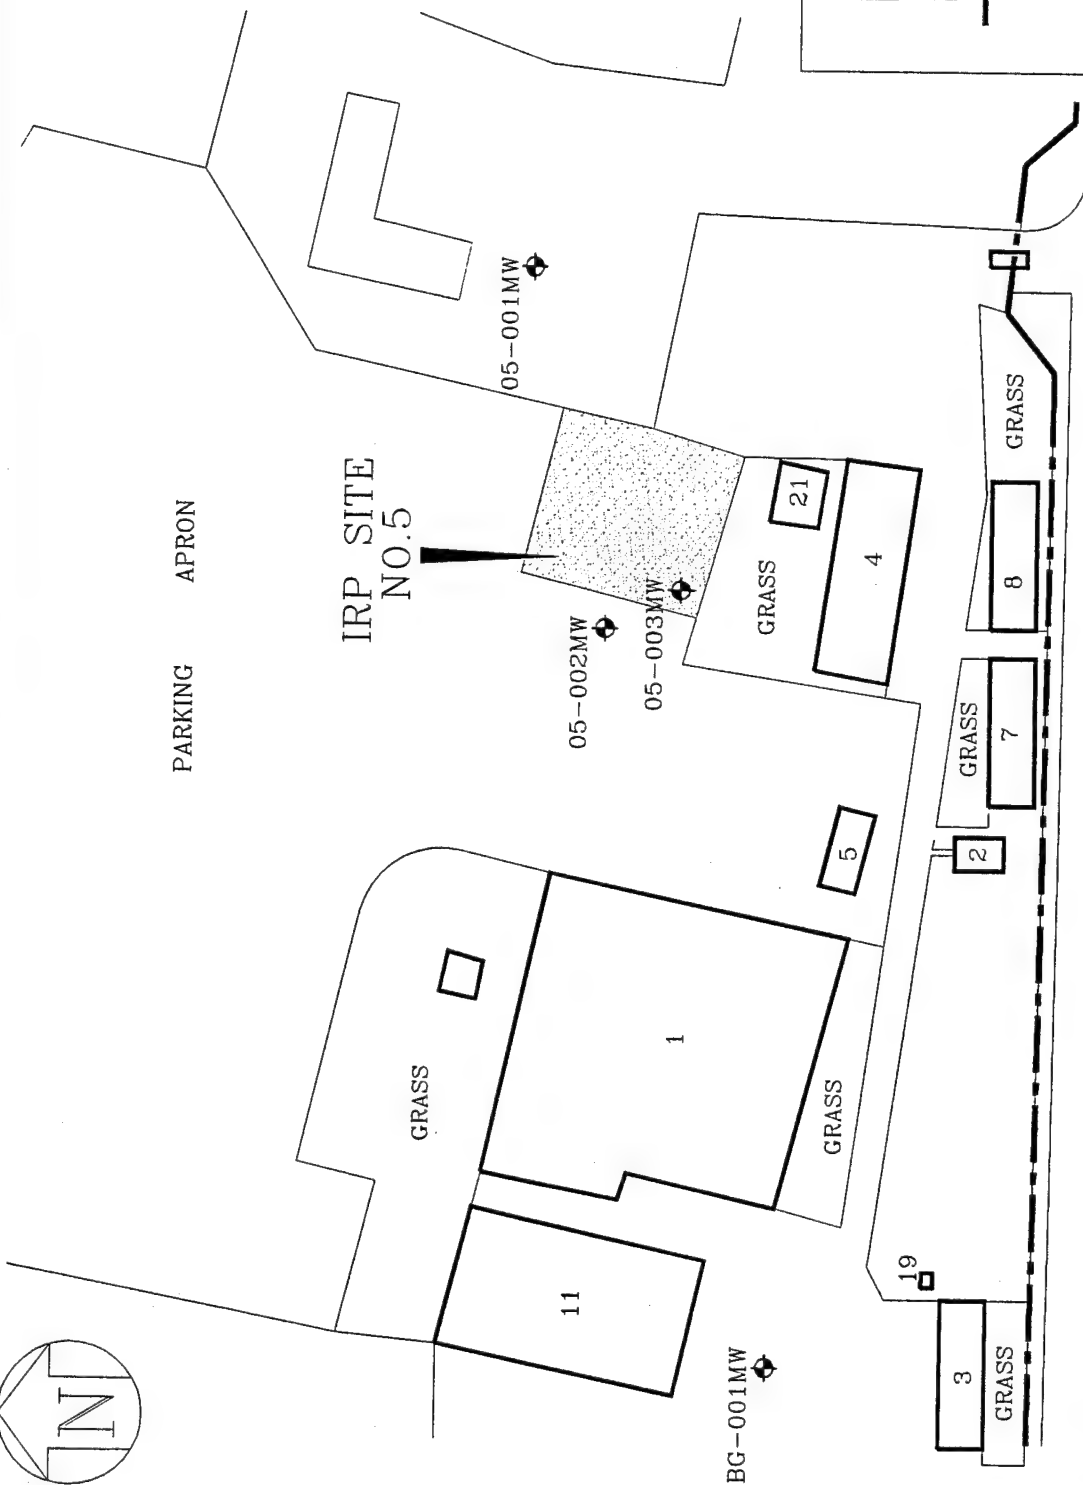 PARKING APRON
IRP SITE
NO.5
05-001MW
05-002MW
05-003MW
GRASS
21
4
GRASS
8
GRASS
7
2
5
GRASS
1
GRASS
11
19
3
GRASS
BG-001MW
N